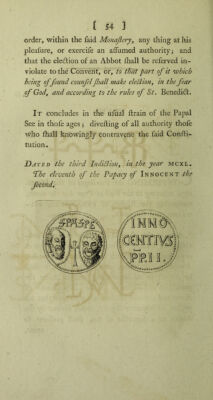 [ 54 ]
order, within the said Monastery, any thing at his
pleasure, or exercise an assumed authority; and
that the election of an Abbot shall be reserved in-
violate to the Convent, or, to that part of it which
being of sound counsel shall make election, in the fear
of God, and according to the rules of St. Benedict.
IT concludes in the usual strain of the Papal
See in those ages; divesting of all authority those
who shall knowingly contravene the said Consti-
tution.
DATED the third Indiction, in the year MCXL.
The eleventh of the Papacy of INNOCENT the
second.
SPASPE
INNO
CENTIVS
PP.II.